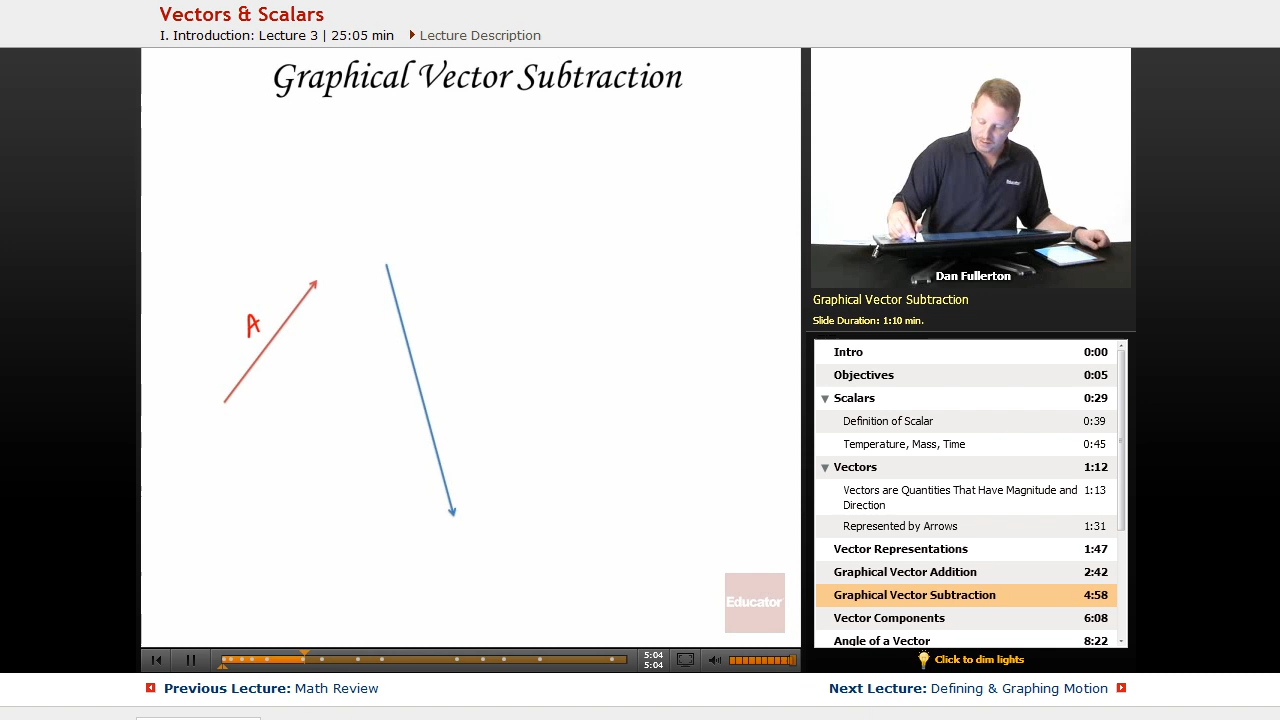 Vectors & Scalars
I. Introduction: Lecture 3 | 25:05 min Lecture Description
Graphical Vector Subtraction
A
Educator
Dan Fullerton
Graphical Vector Subtraction
Slide Duration: 1:10 min.
Intro 0:00
Objectives 0:05
Scalars 0:29
Definition of Scalar 0:39
Temperature, Mass, Time 0:45
Vectors 1:12
Vectors are Quantities That Have Magnitude and 1:13
Direction
Represented by Arrows 1:31
Vector Representations 1:47
Graphical Vector Addition 2:42
Graphical Vector Subtraction 4:58
Vector Components 6:08
Angle of a Vector 8:22
5:04
5:04
Click to dim lights
Previous Lecture: Math Review
Next Lecture: Defining & Graphing Motion